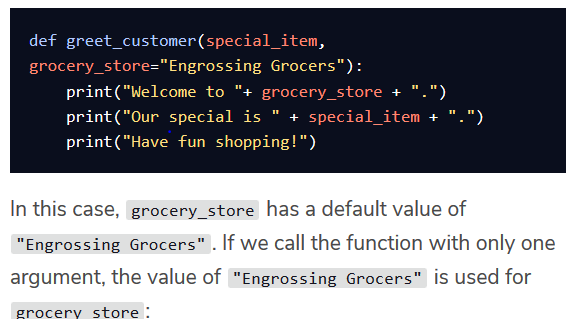 def greet_customer(special_item,
grocery_store="Engrossing Grocers"):
    print("Welcome to "+ grocery_store + ".")
    print("Our special is " + special_item + ".")
    print("Have fun shopping!")
In this case, grocery_store has a default value of
"Engrossing Grocers". If we call the function with only one
argument, the value of "Engrossing Grocers" is used for
grocery_store: